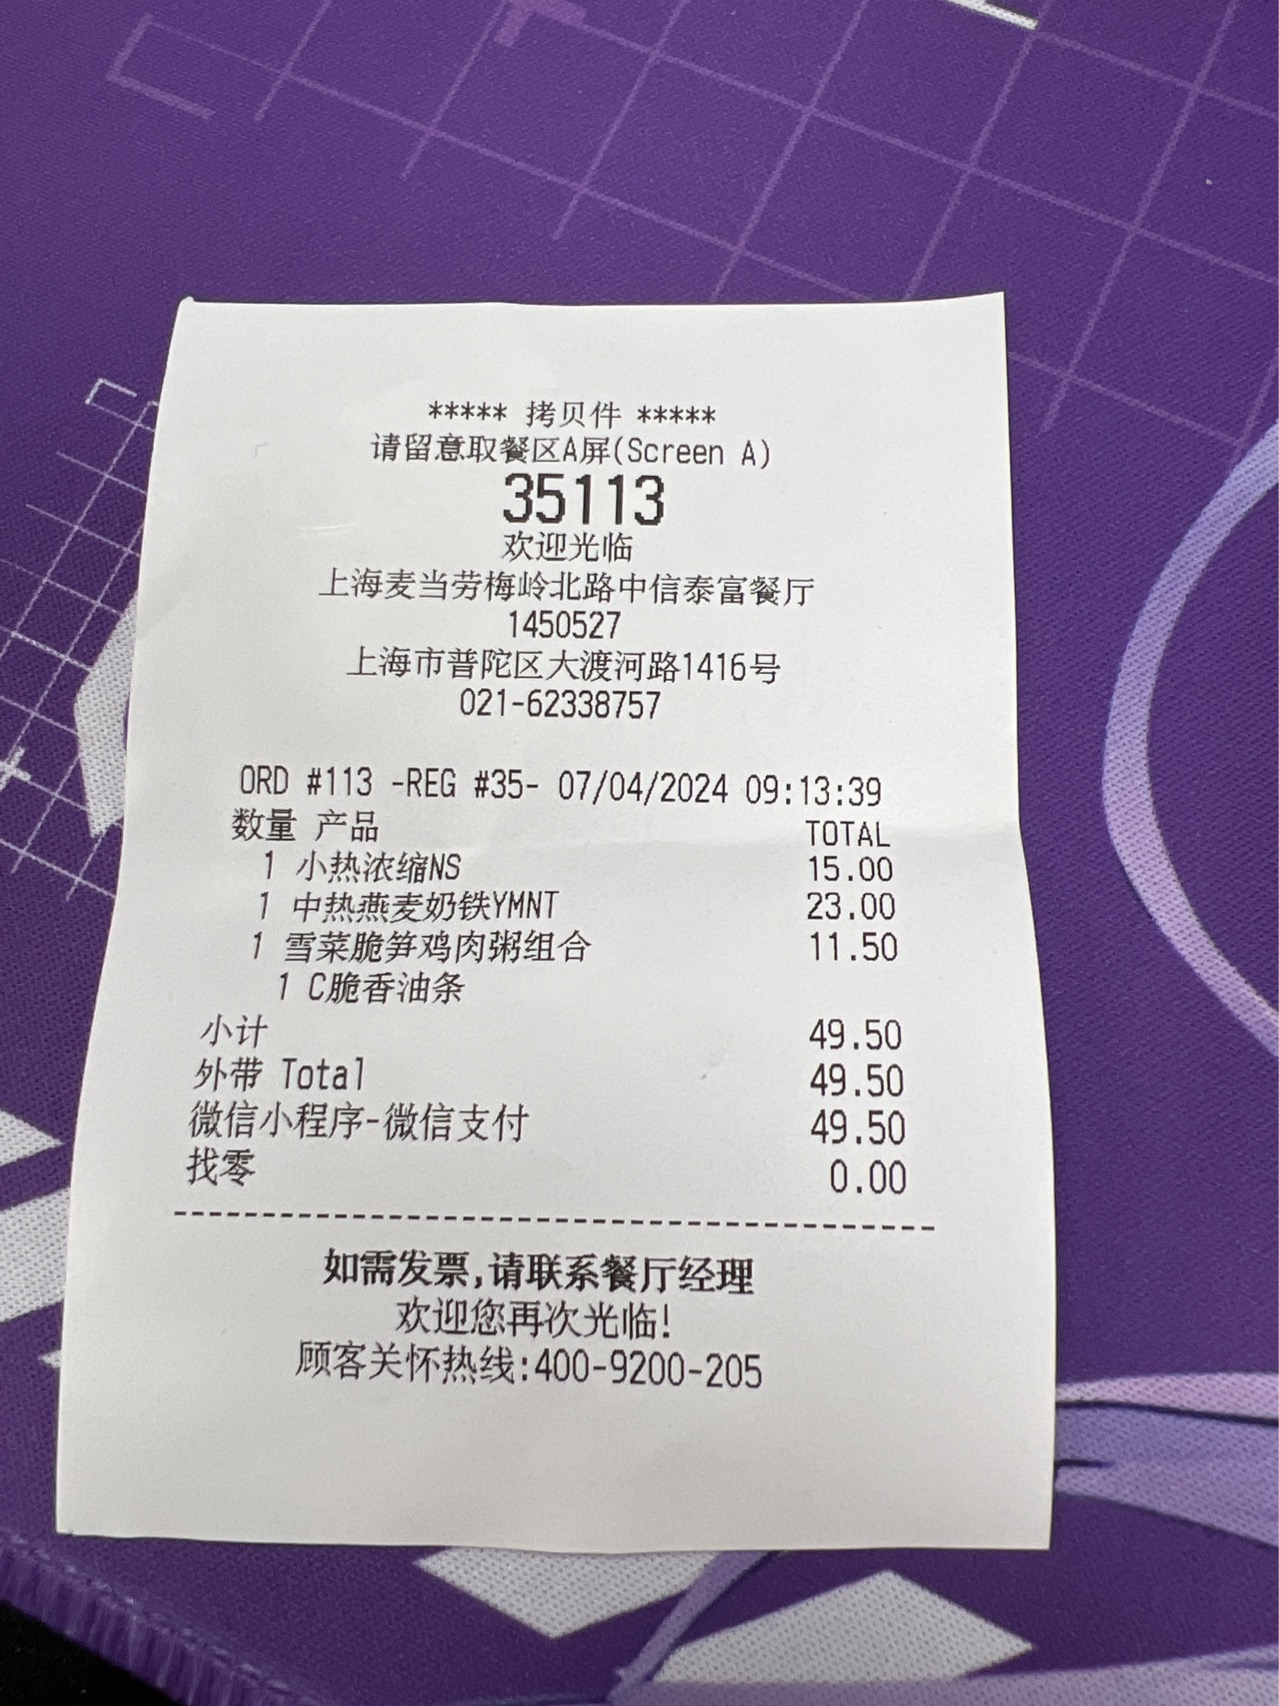 ***** 拷贝件 *****
请留意取餐区A屏(Screen A)
35113
欢迎光临
上海麦当劳梅岭北路中信泰富餐厅
1450527
上海市普陀区大渡河路1416号
021-62338757
ORD #113 -REG #35- 07/04/2024 09:13:39
数量 产品 TOTAL
1 小热浓缩NS 15.00
1 中热燕麦奶铁YMNT 23.00
1 雪菜脆笋鸡肉粥组合 11.50
1 C脆香油条
小计 49.50
外带 Total 49.50
微信小程序-微信支付 49.50
找零 0.00
--------------------------------------------
如需发票,请联系餐厅经理
欢迎您再次光临!
顾客关怀热线:400-9200-205